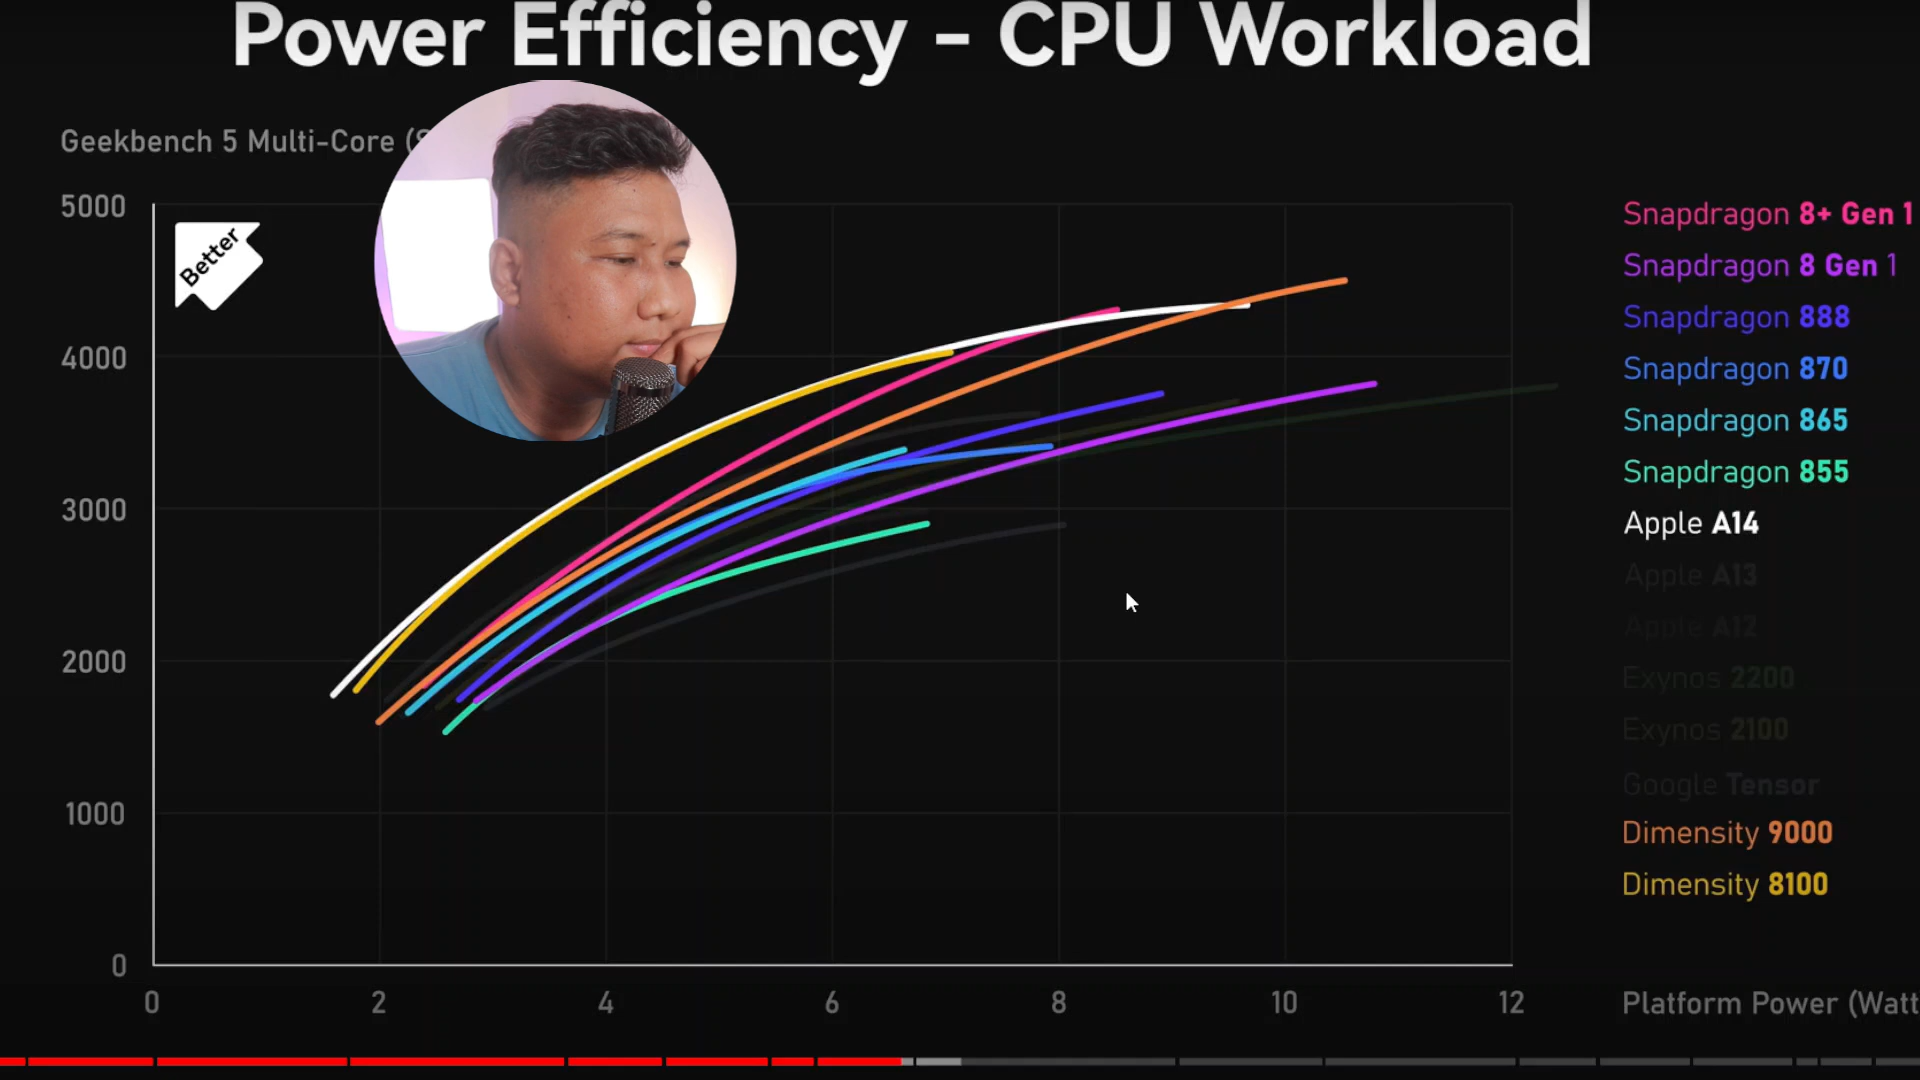 Power Efficiency - CPU Workload
Geekbench 5 Multi-Core (
Better
5000
4000
3000
2000
1000
0
0 2 4 6 8 10 12
Platform Power (Watt
Snapdragon 8+ Gen 1
Snapdragon 8 Gen 1
Snapdragon 888
Snapdragon 870
Snapdragon 865
Snapdragon 855
Apple A14
Apple A13
Apple A12
Exynos 2200
Exynos 2100
Google Tensor
Dimensity 9000
Dimensity 8100